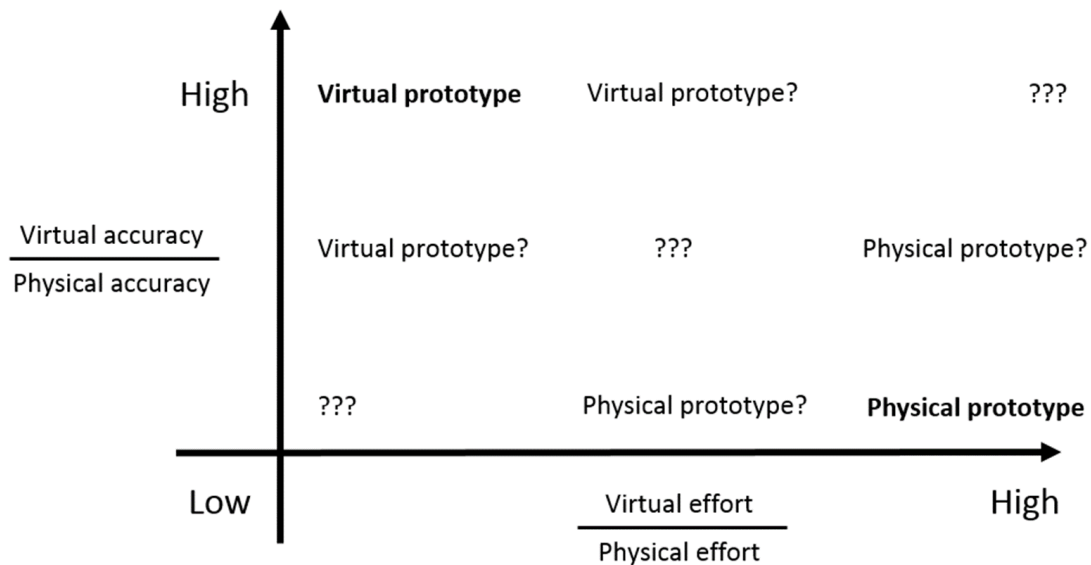 High
Virtual prototype
Virtual prototype?
???
Virtual accuracy
Physical accuracy
Virtual prototype?
???
Physical prototype?
???
Physical prototype?
Physical prototype
Low
Virtual effort
Physical effort
High